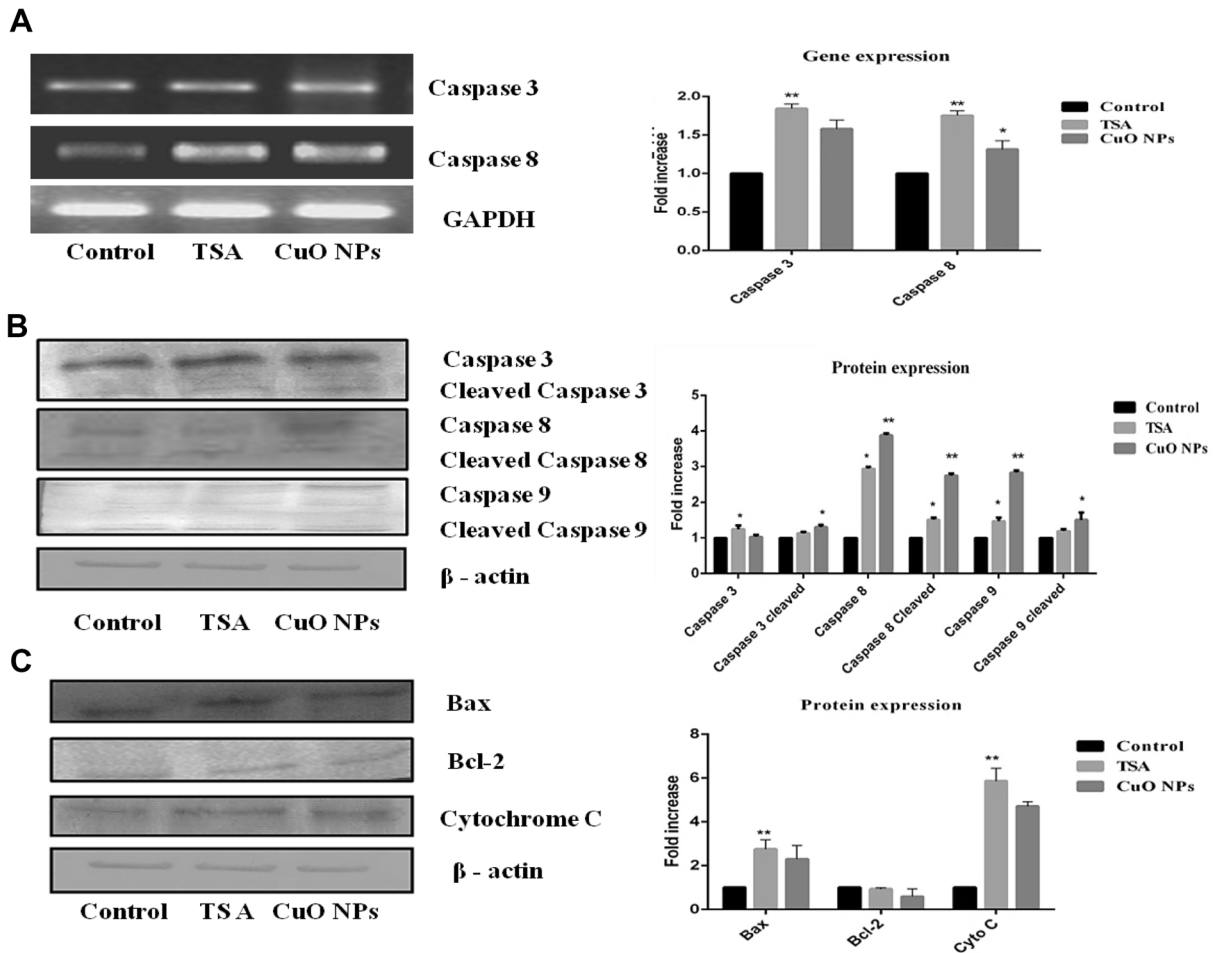 A
Caspase 3
Caspase 8
GAPDH
Control TSA CuO NPs
Gene expression
Fold increase
2.0
1.5
1.0
0.5
0.0
** ** *
Caspase 3 Caspase 8
Control
TSA
CuO NPs
B
Caspase 3
Cleaved Caspase 3
Caspase 8
Cleaved Caspase 8
Caspase 9
Cleaved Caspase 9
β - actin
Control TSA CuO NPs
Protein expression
Fold increase
5
4
3
2
1
0
* * * ** * ** * ** *
Caspase 3 Caspase 3 cleaved Caspase 8 Caspase 8 Cleaved Caspase 9 Caspase 9 cleaved
Control
TSA
CuO NPs
C
Bax
Bcl-2
Cytochrome C
β - actin
Control TS A CuO NPs
Protein expression
Fold increase
8
6
4
2
0
** **
Bax Bcl-2 Cyto C
Control
TSA
CuO NPs